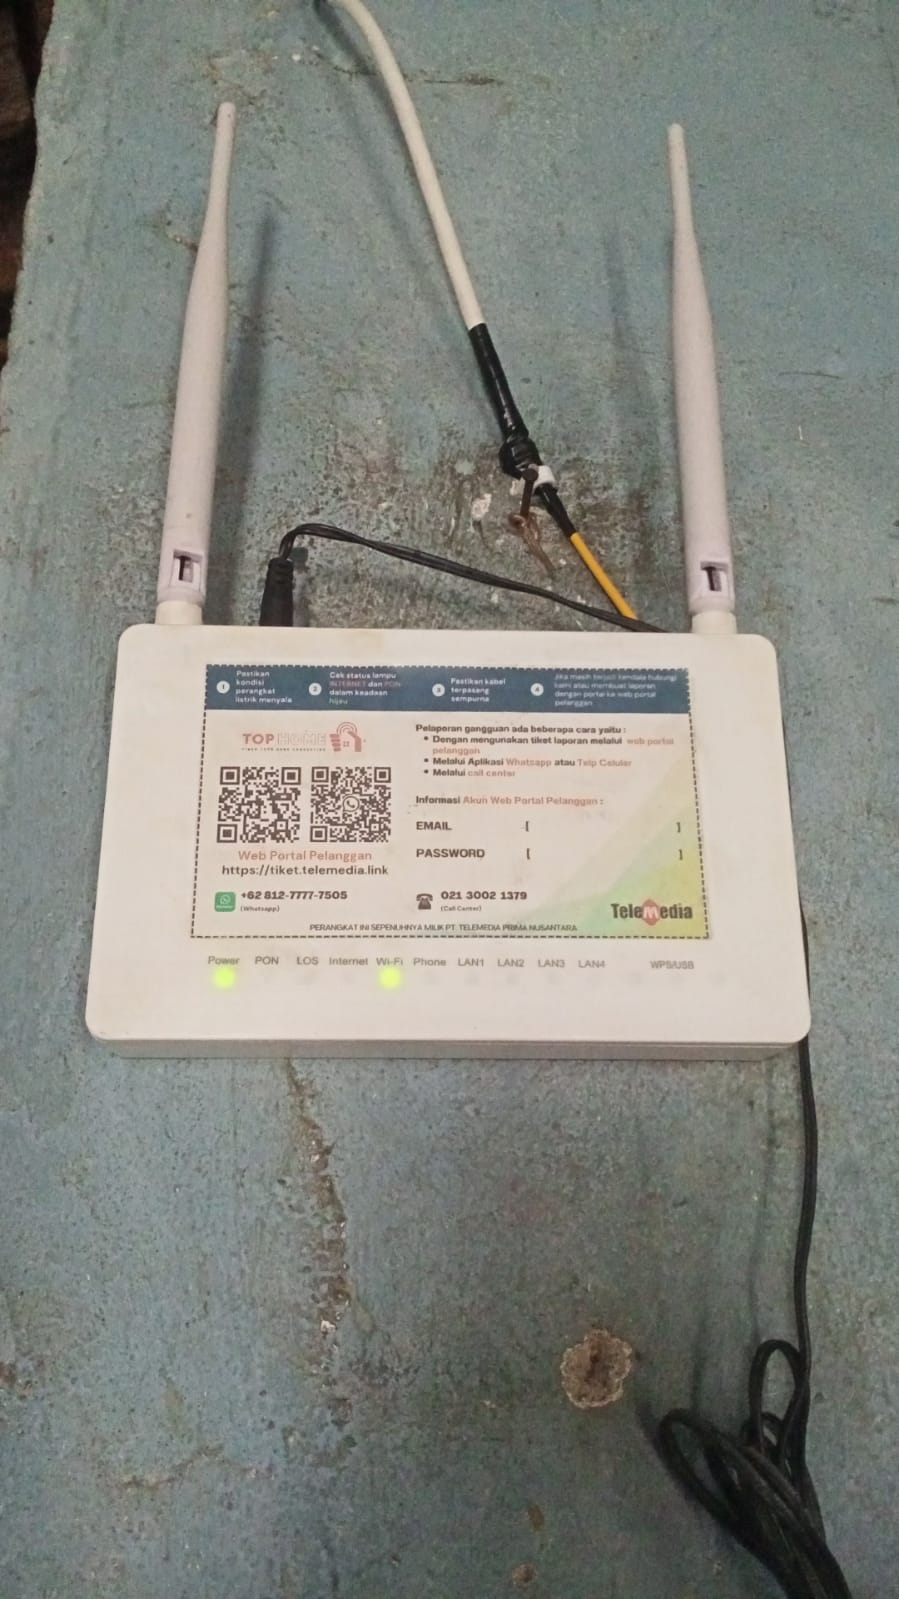 1 Pastikan
kondisi
perangkat
listrik menyala
2 Cek status lampu
INTERNET dan PON
dalam keadaan
hijau
3 Pastikan kabel
terpasang
sempurna
4 Jika masih terjadi kendala hubungi
kami atau membuat laporan
dengan portal ke web portal
pelanggan
TOP HOME
Web Portal Pelanggan
https://tiket.telemedia.link
+62 812-7777-7505
(Whatsapp)
Pelaporan gangguan ada beberapa cara yaitu :
• Dengan mengunakan tiket laporan melalui web portal
pelanggan
• Melalui Aplikasi Whatsapp atau Telp Celuler
• Melalui call center
Informasi Akun Web Portal Pelanggan :
EMAIL [ ]
PASSWORD [ ]
021 3002 1379
(Call Center)
TeleMedia
PERANGKAT INI SEPENUHNYA MILIK PT. TELEMEDIA PRIMA NUSANTARA
Power PON LOS Internet Wi-Fi Phone LAN1 LAN2 LAN3 LAN4 WPS/USB